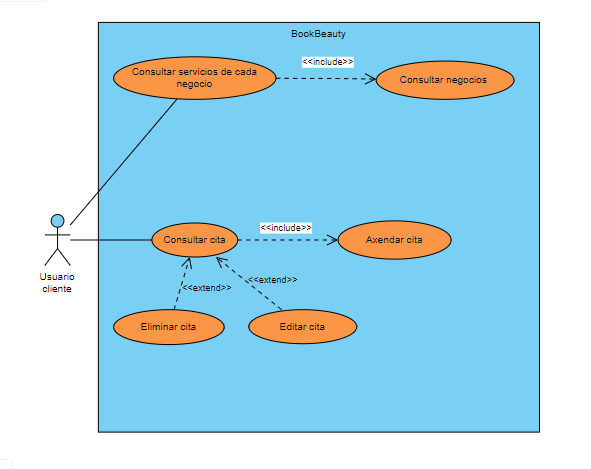 BookBeauty
Consultar servicios de cada
negocio
<<include>>
Consultar negocios
Consultar cita
<<include>>
Axendar cita
<<extend>>
<<extend>>
Usuario
cliente
Eliminar cita
Editar cita